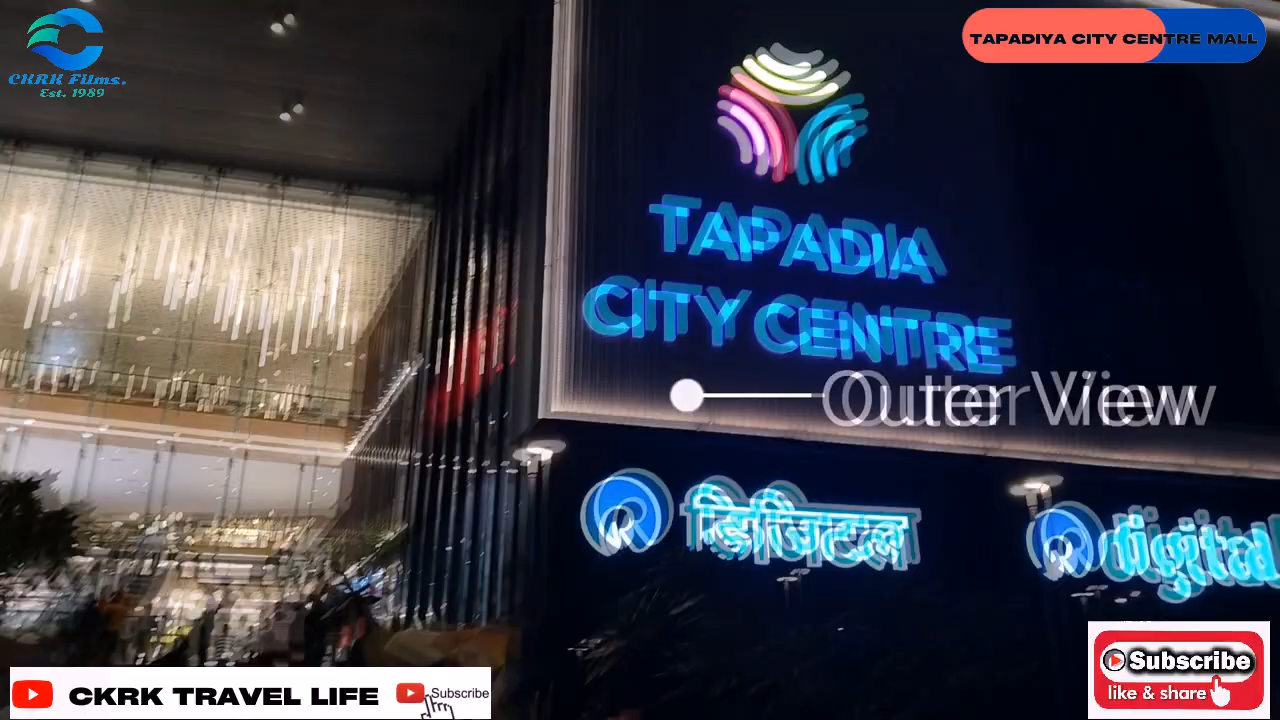 CKRK Films.
Est. 1989
TAPADIYA CITY CENTRE MALL
TAPADIA
CITY CENTRE
Outter View
डिजिटल
digital
CKRK TRAVEL LIFE
Subscribe
Subscribe
like & share